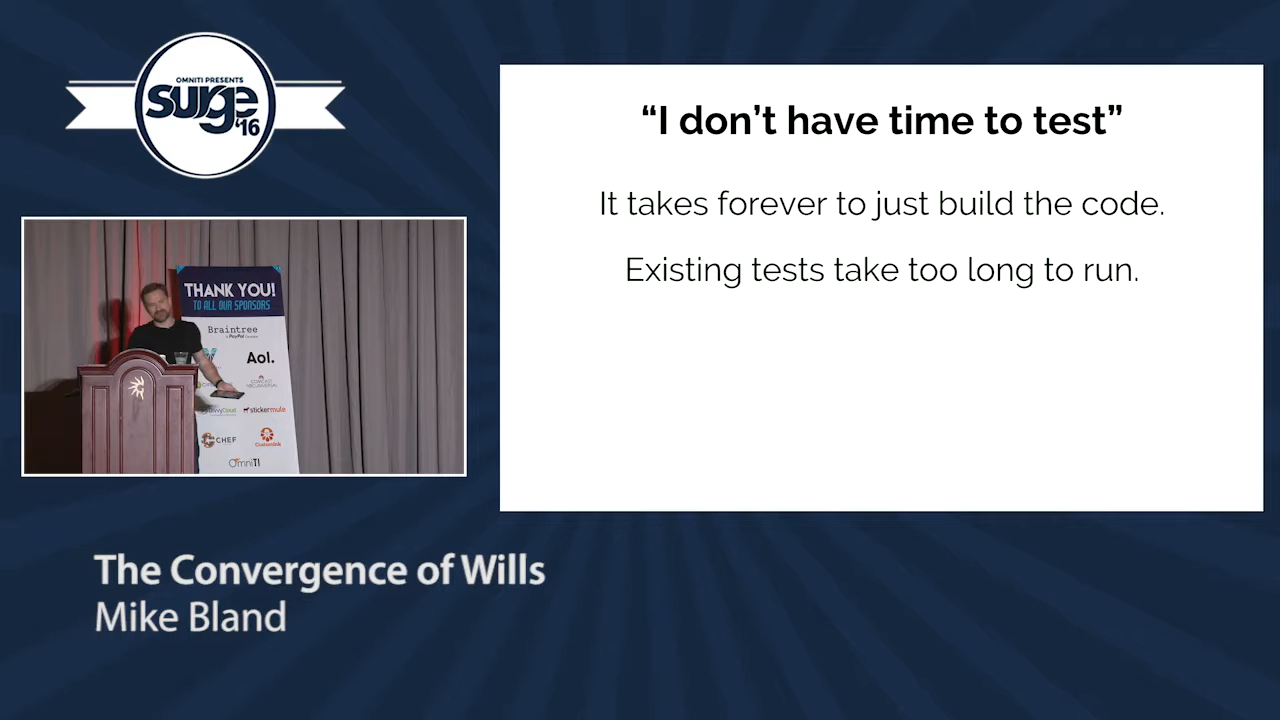 OMNITI PRESENTS
surge
'16
“I don’t have time to test”
It takes forever to just build the code.
Existing tests take too long to run.
THANK YOU!
TO ALL OUR SPONSORS
Braintree
Aol.
stickermule
CHEF
CustomInk
OmniTI
The Convergence of Wills
Mike Bland